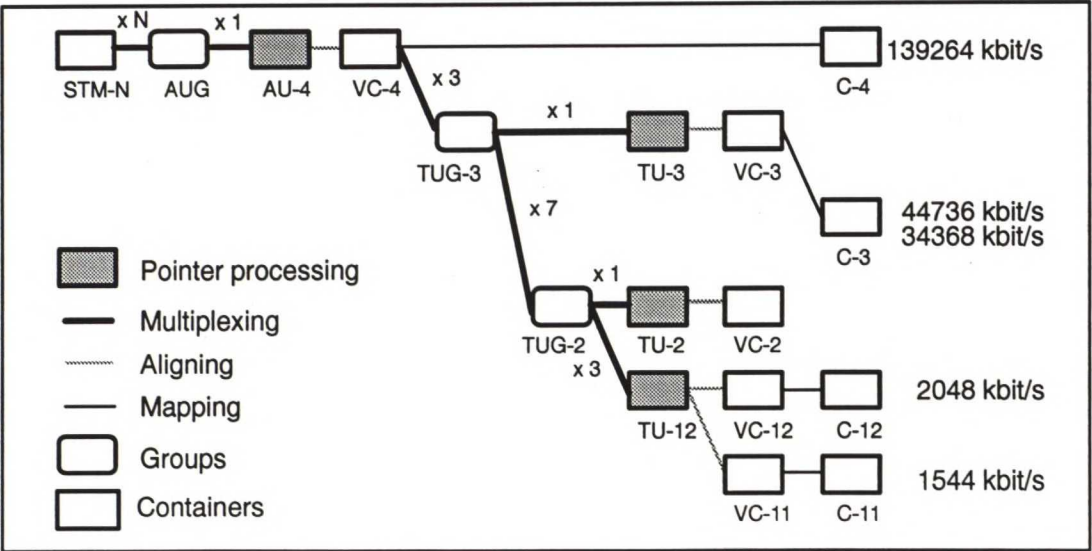 x N
x 1
STM-N
AUG
AU-4
VC-4
139264 kbit/s
C-4
x 3
x 1
TUG-3
TU-3
VC-3
x 7
44736 kbit/s
34368 kbit/s
C-3
Pointer processing
Multiplexing
Aligning
Mapping
Groups
Containers
x 1
TUG-2
TU-2
VC-2
x 3
2048 kbit/s
TU-12
VC-12
C-12
1544 kbit/s
VC-11
C-11